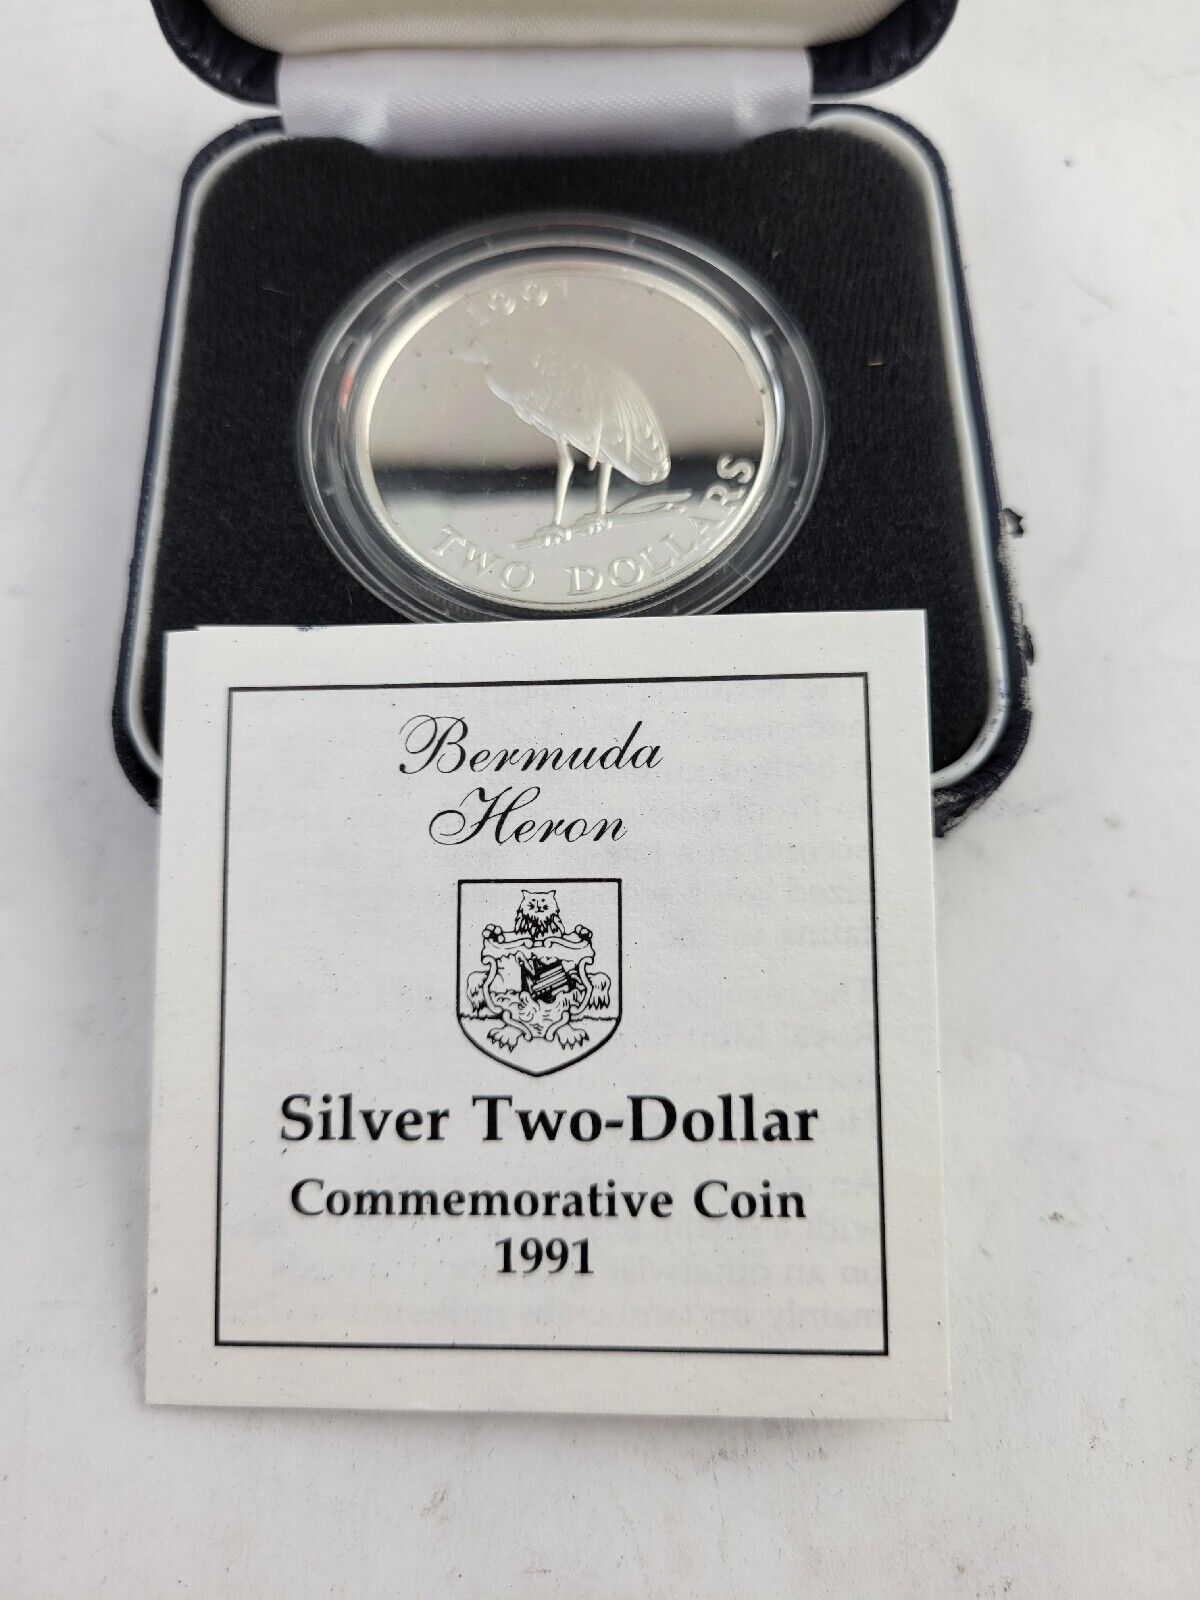 1991
TWO DOLLARS
Bermuda
Heron
Silver Two-Dollar
Commemorative Coin
1991